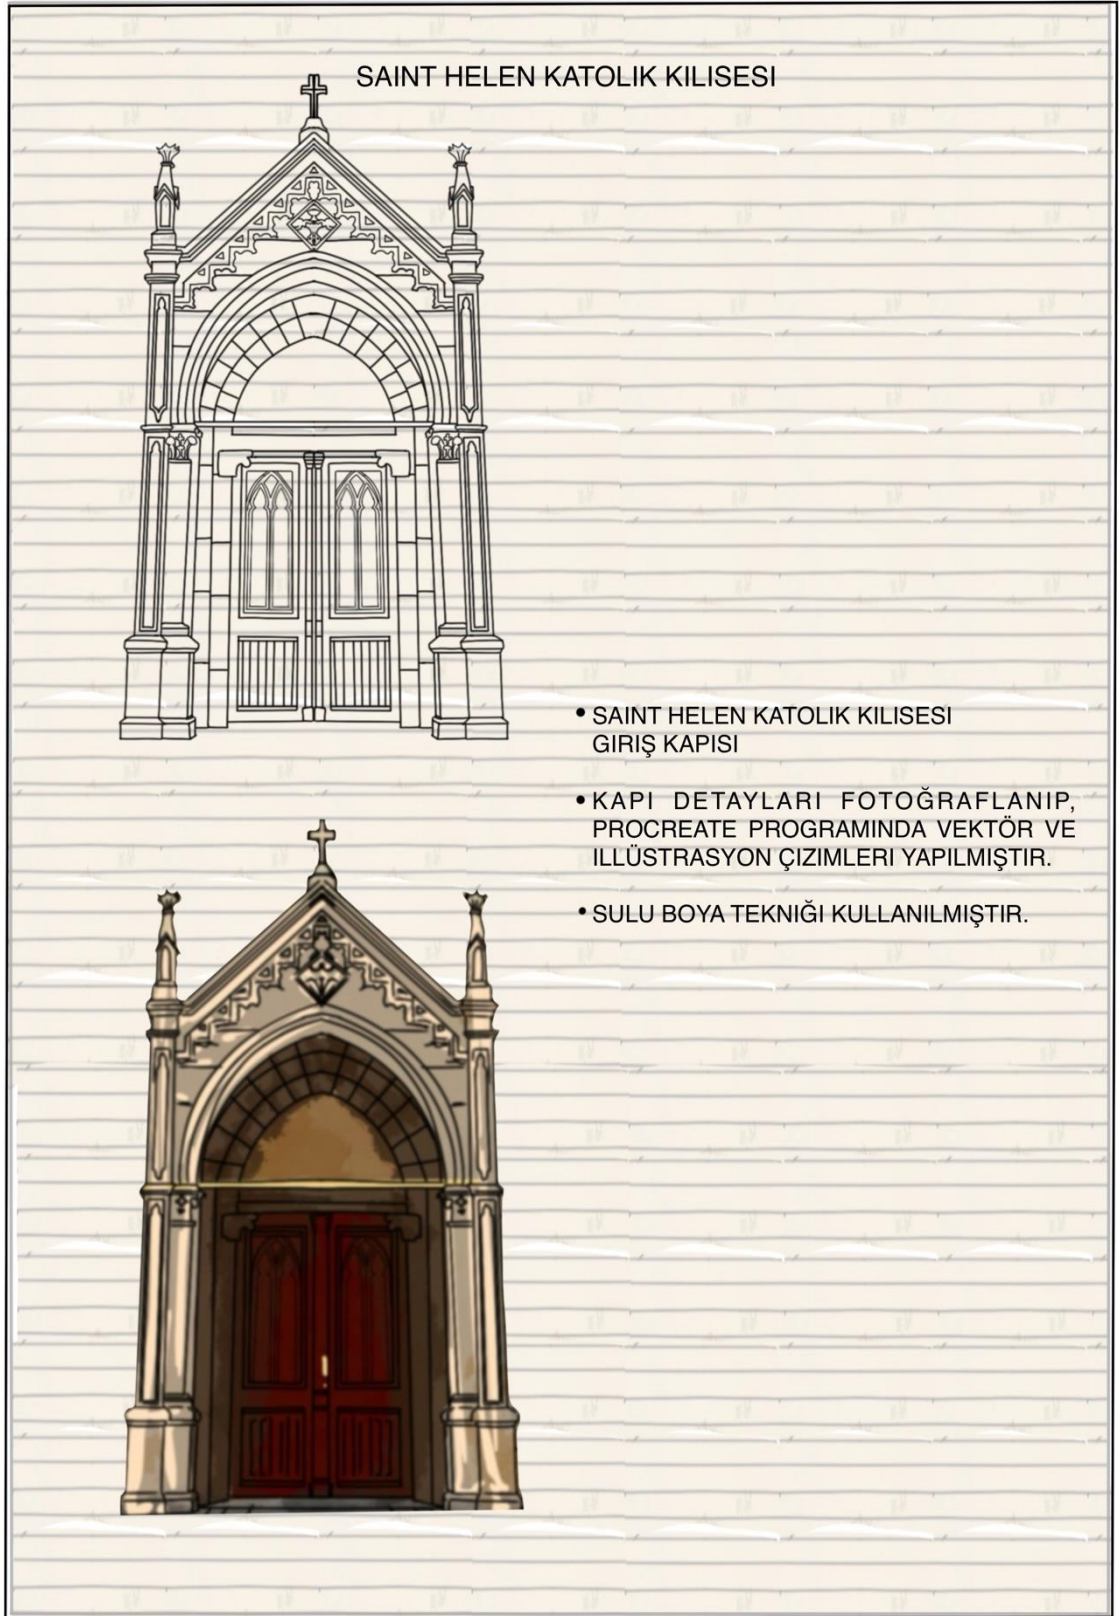 SAINT HELEN KATOLIK KILISESI
• SAINT HELEN KATOLIK KILISESI
GIRIŞ KAPISI
• KAPI DETAYLARI FOTOĞRAFLANIP,
PROCREATE PROGRAMINDA VEKTÖR VE
ILLÜSTRASYON ÇIZIMLERI YAPILMIŞTIR.
• SULU BOYA TEKNIĞI KULLANILMIŞTIR.